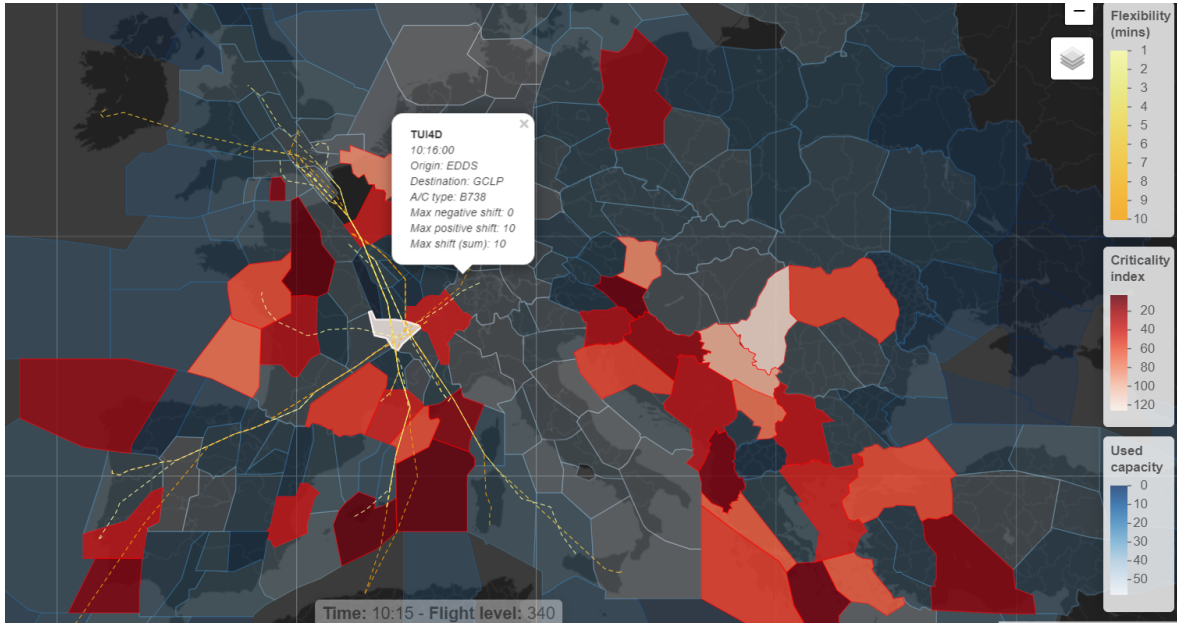 TUI4D
×
10:16:00
Origin: EDDS
Destination: GCLP
A/C type: B738
Max negative shift: 0
Max positive shift: 10
Max shift (sum): 10
Time: 10:15 - Flight level: 340
−
Flexibility
(mins)
1
2
3
4
5
6
7
8
9
10
Criticality
index
20
40
60
80
100
120
Used
capacity
0
10
20
30
40
50